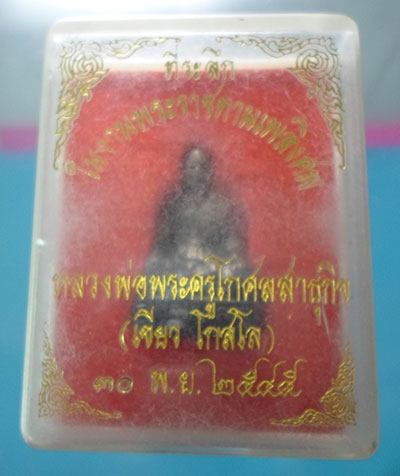 ที่ระลึก
ในงานพระราชทานเพลิงศพ
หลวงพ่อพระครูโกศลสาธุกิจ
(เขียว โกสโล)
๓๐ พ.ย. ๒๕๔๕